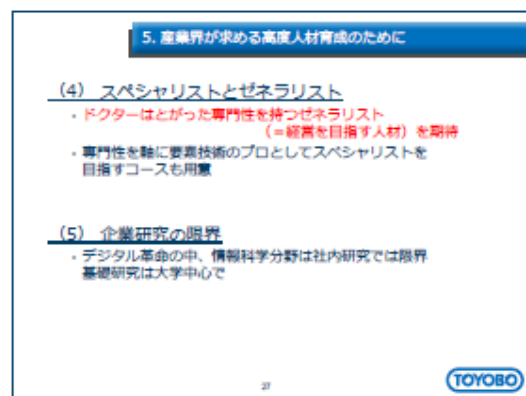 5. 産業界が求める高度人材育成のために
（4） スペシャリストとゼネラリスト
・ドクターはとがった専門性を持つゼネラリスト
（＝経営を目指す人材）を期待
・専門性を軸に要素技術のプロとしてスペシャリストを
目指すコースも用意
（5） 企業研究の限界
・デジタル革命の中、情報科学分野は社内研究では限界
基礎研究は大学中心で
27
TOYOBO